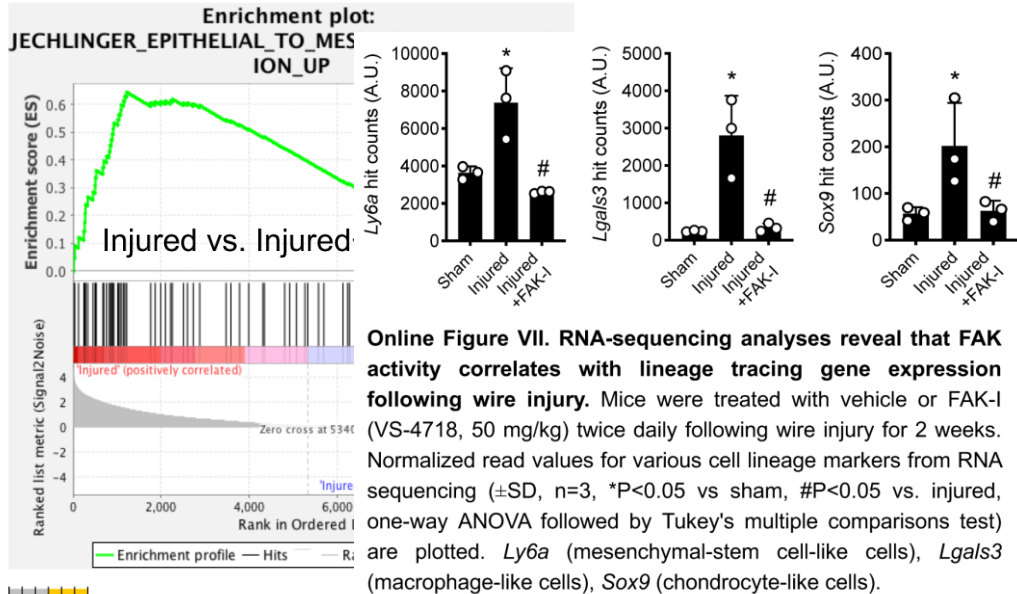 Enrichment plot:
JECHLINGER_EPITHELIAL_TO_MES
ION_UP
Enrichment score (ES)
0.6
0.5
0.4
0.3
0.2
0.1
0.0
Injured vs. Injured
'Injured' (positively correlated)
Ranked list metric (Signal2Noise)
4
2
0
-2
-4
Zero cross at 5340
'Injure
0
2,000
4,000
6,000
Rank in Ordered
Enrichment profile
Hits
Ra
Ly6a hit counts (A.U.)
10000
8000
6000
4000
2000
0
*
#
Sham
Injured
Injured
+FAK-I
Lgals3 hit counts (A.U.)
5000
4000
3000
2000
1000
0
*
#
Sham
Injured
Injured
+FAK-I
Sox9 hit counts (A.U.)
400
300
200
100
0
*
#
Sham
Injured
Injured
+FAK-I
Online Figure VII. RNA-sequencing analyses reveal that FAK
activity correlates with lineage tracing gene expression
following wire injury. Mice were treated with vehicle or FAK-I
(VS-4718, 50 mg/kg) twice daily following wire injury for 2 weeks.
Normalized read values for various cell lineage markers from RNA
sequencing (±SD, n=3, *P<0.05 vs sham, #P<0.05 vs. injured,
one-way ANOVA followed by Tukey's multiple comparisons test)
are plotted. Ly6a (mesenchymal-stem cell-like cells), Lgals3
(macrophage-like cells), Sox9 (chondrocyte-like cells).